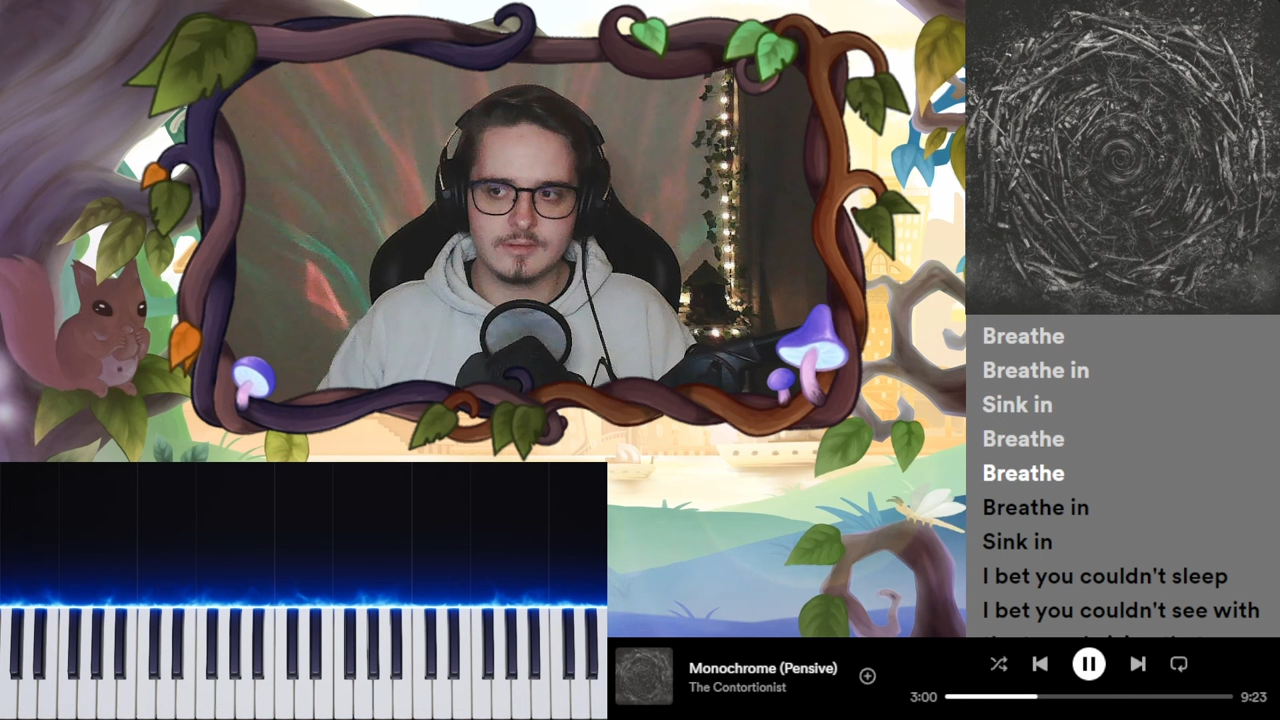 Breathe
Breathe in
Sink in
Breathe
Breathe
Breathe in
Sink in
I bet you couldn't sleep
I bet you couldn't see with
Monochrome (Pensive)
The Contortionist
3:00
9:23